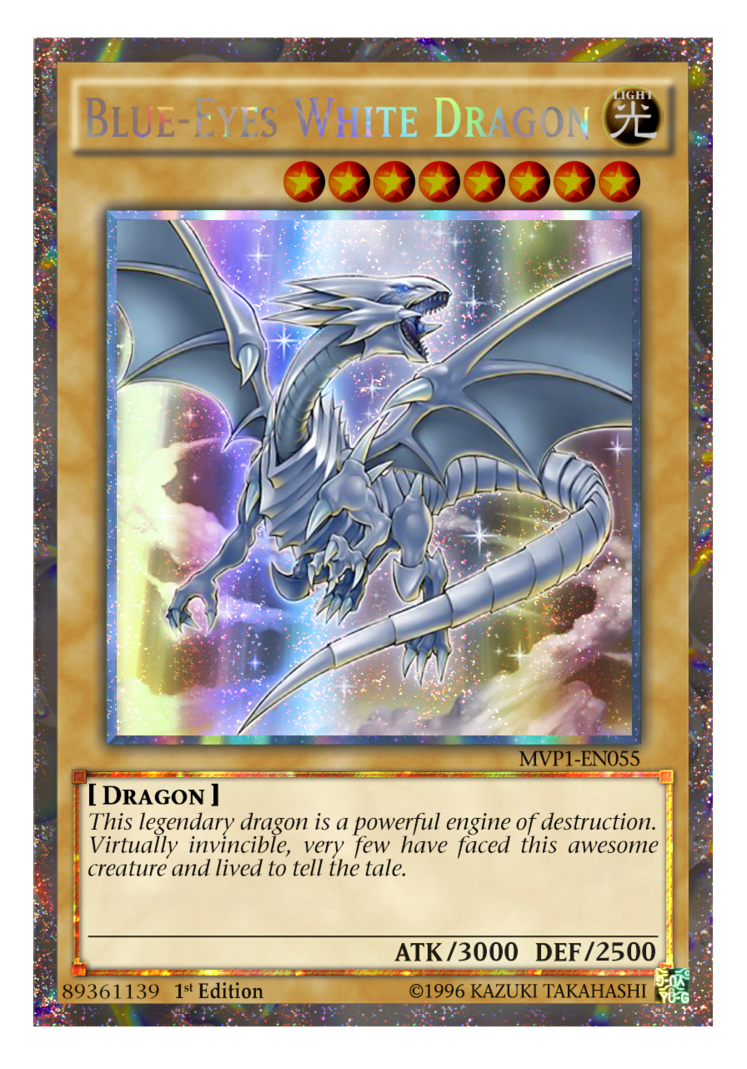 BLUE-EYES WHITE DRAGON
LIGHT
光
MVP1-EN055
[ DRAGON ]
This legendary dragon is a powerful engine of destruction.
Virtually invincible, very few have faced this awesome
creature and lived to tell the tale.
ATK/3000 DEF/2500
89361139 1st Edition ©1996 KAZUKI TAKAHASHI